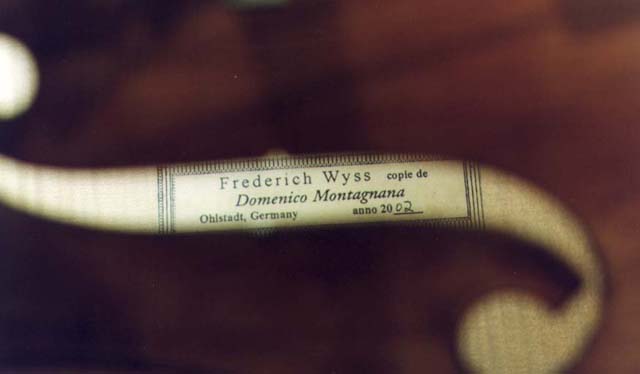 Frederich Wyss copie de
Domenico Montagnana
Ohlstadt, Germany anno 2002